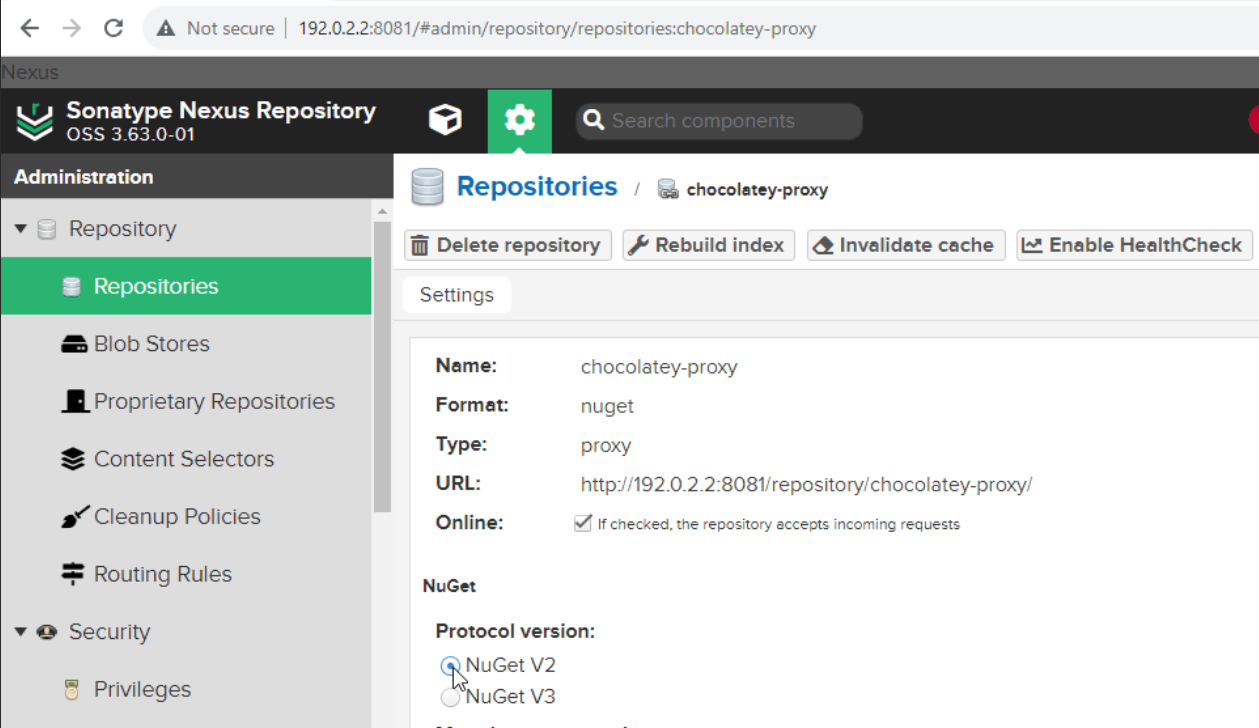 Not secure | 192.0.2.2:8081/#admin/repository/repositories:chocolatey-proxy
Nexus
Sonatype Nexus Repository
OSS 3.63.0-01
Search components
Administration
Repository
Repositories
Blob Stores
Proprietary Repositories
Content Selectors
Cleanup Policies
Routing Rules
Security
Privileges
Repositories / chocolatey-proxy
Delete repository
Rebuild index
Invalidate cache
Enable HealthCheck
Settings
Name: chocolatey-proxy
Format: nuget
Type: proxy
URL: http://192.0.2.2:8081/repository/chocolatey-proxy/
Online: If checked, the repository accepts incoming requests
NuGet
Protocol version:
NuGet V2
NuGet V3